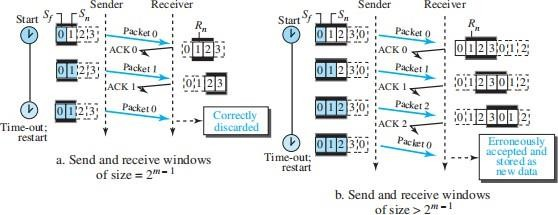 Sender
Receiver
Start
Sf
Sn
0 1 2 3
Packet 0
Rn
ACK 0
0 1 2 3
0 1 2 3
Packet 1
ACK 1
0 1 2 3
0 1 2 3
Packet 0
Correctly
discarded
Time-out;
restart
a. Send and receive windows
of size = 2^m – 1
Sender
Receiver
Start
Sf
Sn
0 1 2 3 0
Packet 0
Rn
ACK 0
0 1 2 3 0 1 2
0 1 2 3 0
Packet 1
ACK 1
0 1 2 3 0 1 2
0 1 2 3 0
Packet 2
ACK 2
0 1 2 3 0 1 2
0 1 2 3 0
Packet 0
Erroneously
accepted and
stored as
new data
Time-out;
restart
b. Send and receive windows
of size > 2^m – 1